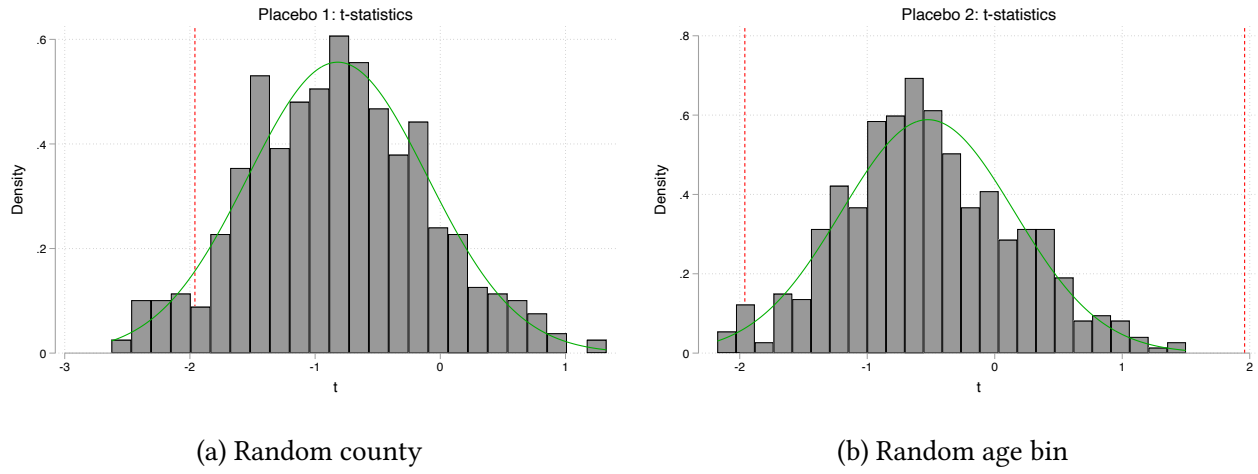 Placebo 1: t-statistics
.6
.4
.2
0
Density
-3
-2
-1
0
1
t
(a) Random county
Placebo 2: t-statistics
.8
.6
.4
.2
0
Density
-2
-1
0
1
2
t
(b) Random age bin